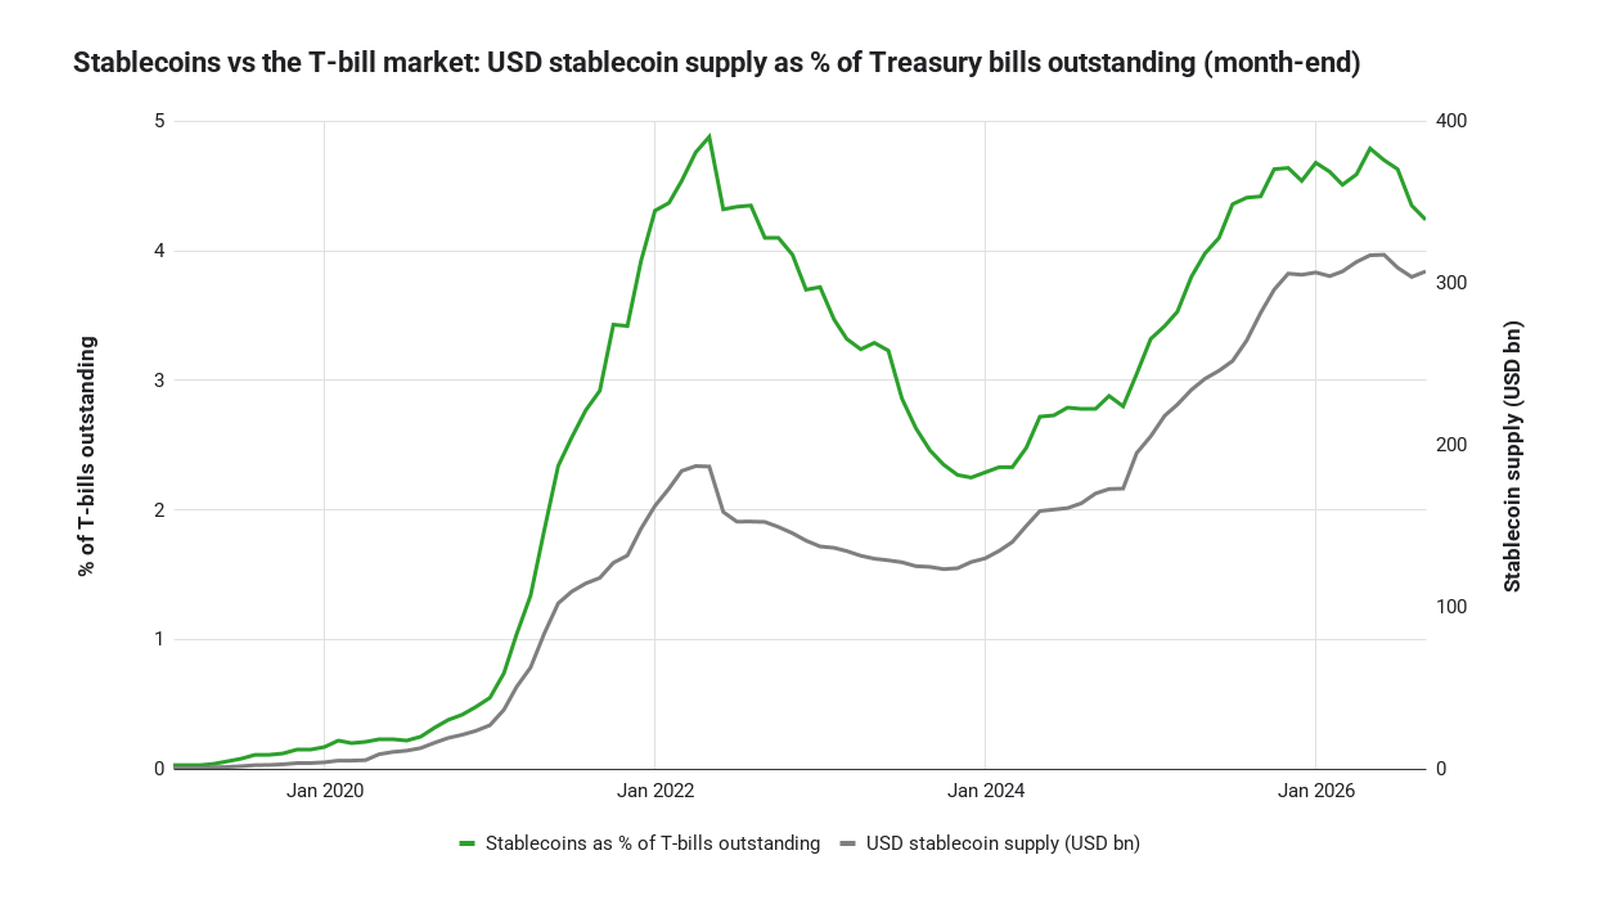 Stablecoins vs the T-bill market: USD stablecoin supply as % of Treasury bills outstanding (month-end)
% of T-bills outstanding
5
4
3
2
1
0
400
300
200
100
0
Stablecoin supply (USD bn)
Jan 2020
Jan 2022
Jan 2024
Jan 2026
Stablecoins as % of T-bills outstanding
USD stablecoin supply (USD bn)